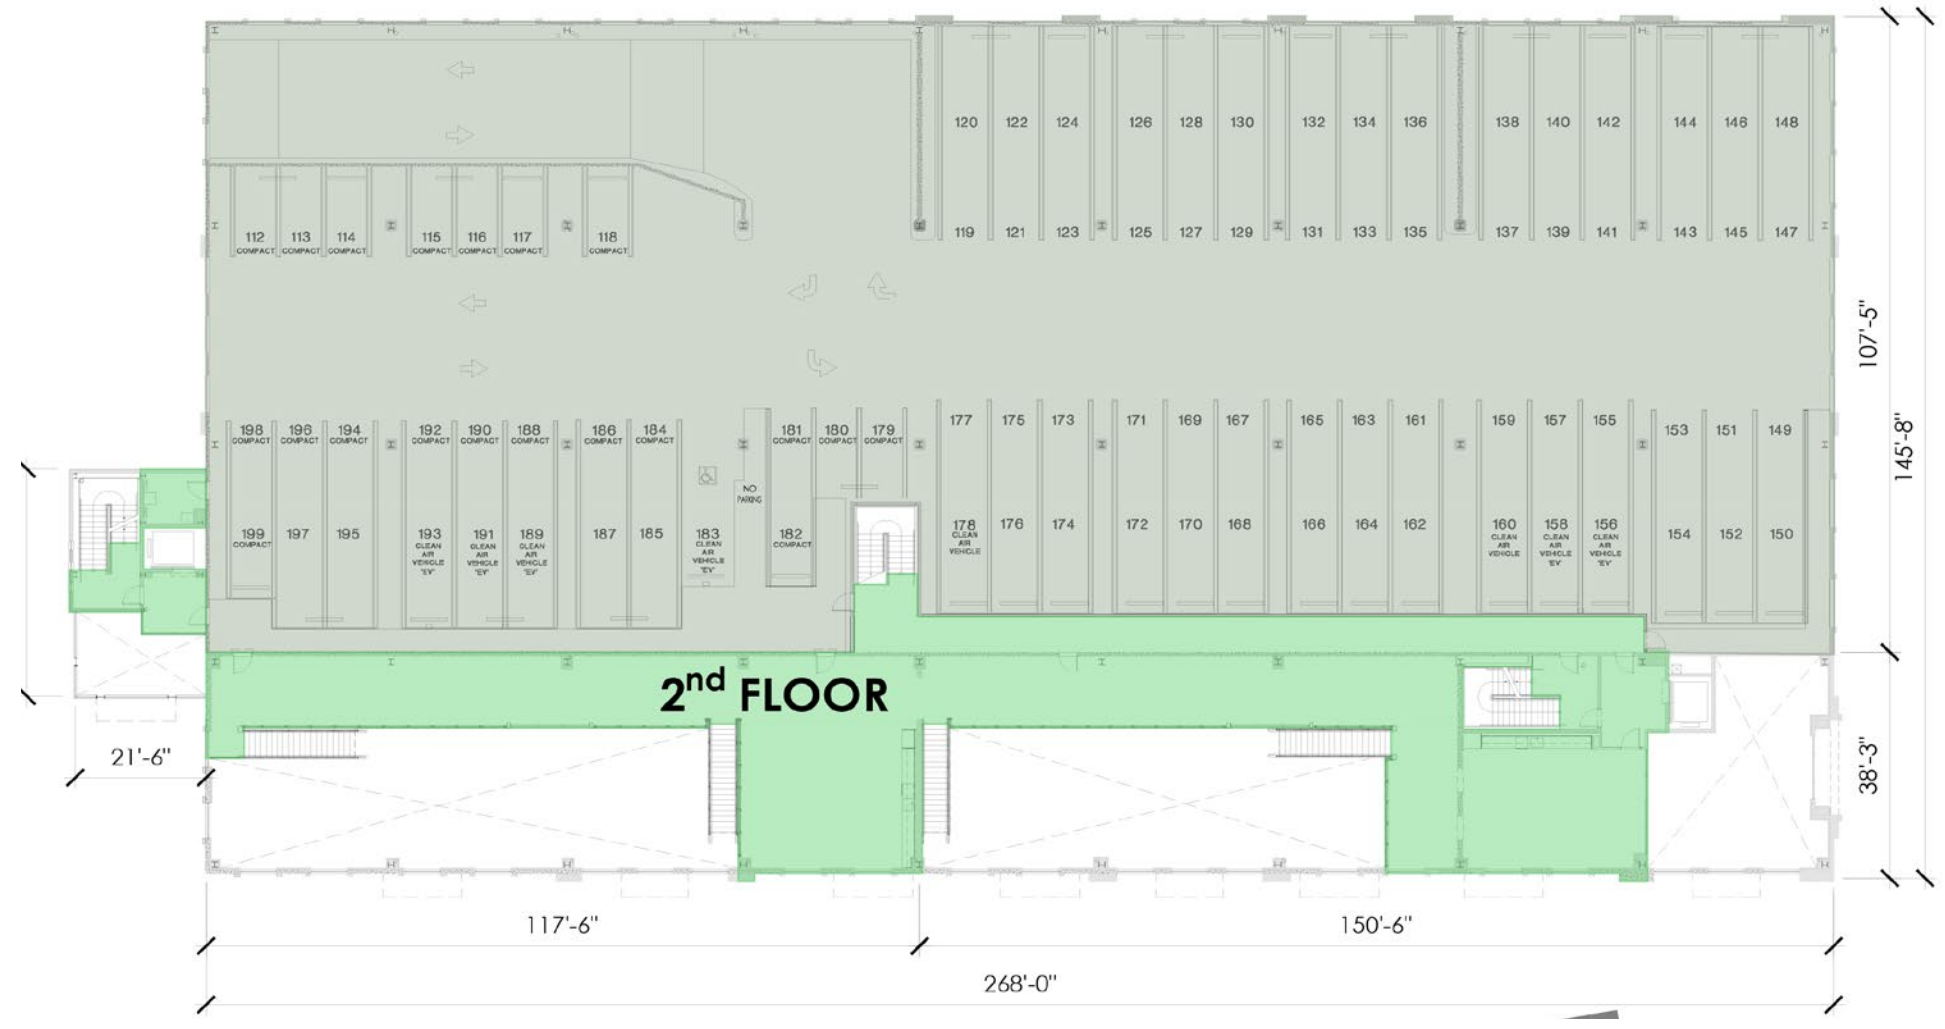 120 122 124 126 128 130 132 134 136 138 140 142 144 146 148
112 113 114 115 116 117 118 119 121 123 125 127 129 131 133 135 137 139 141 143 145 147
COMPACT COMPACT COMPACT COMPACT COMPACT COMPACT COMPACT
107'-5"
145'-8"
198 196 194 192 190 188 186 184 181 180 179 177 175 173 171 169 167 165 163 161 159 157 155 153 151 149
COMPACT COMPACT COMPACT COMPACT COMPACT COMPACT COMPACT COMPACT COMPACT COMPACT COMPACT
NO
PARKING
199 197 195 193 191 189 187 185 183 182 178 176 174 172 170 168 166 164 162 160 158 156 154 152 150
COMPACT CLEAN CLEAN CLEAN CLEAN COMPACT CLEAN CLEAN CLEAN CLEAN
AIR AIR AIR AIR AIR AIR AIR AIR
VEHICLE VEHICLE VEHICLE VEHICLE VEHICLE VEHICLE VEHICLE VEHICLE
"EV" "EV" "EV" "EV" "EV" "EV"
2nd FLOOR
21'-6"
38'-3"
117'-6" 150'-6"
268'-0"